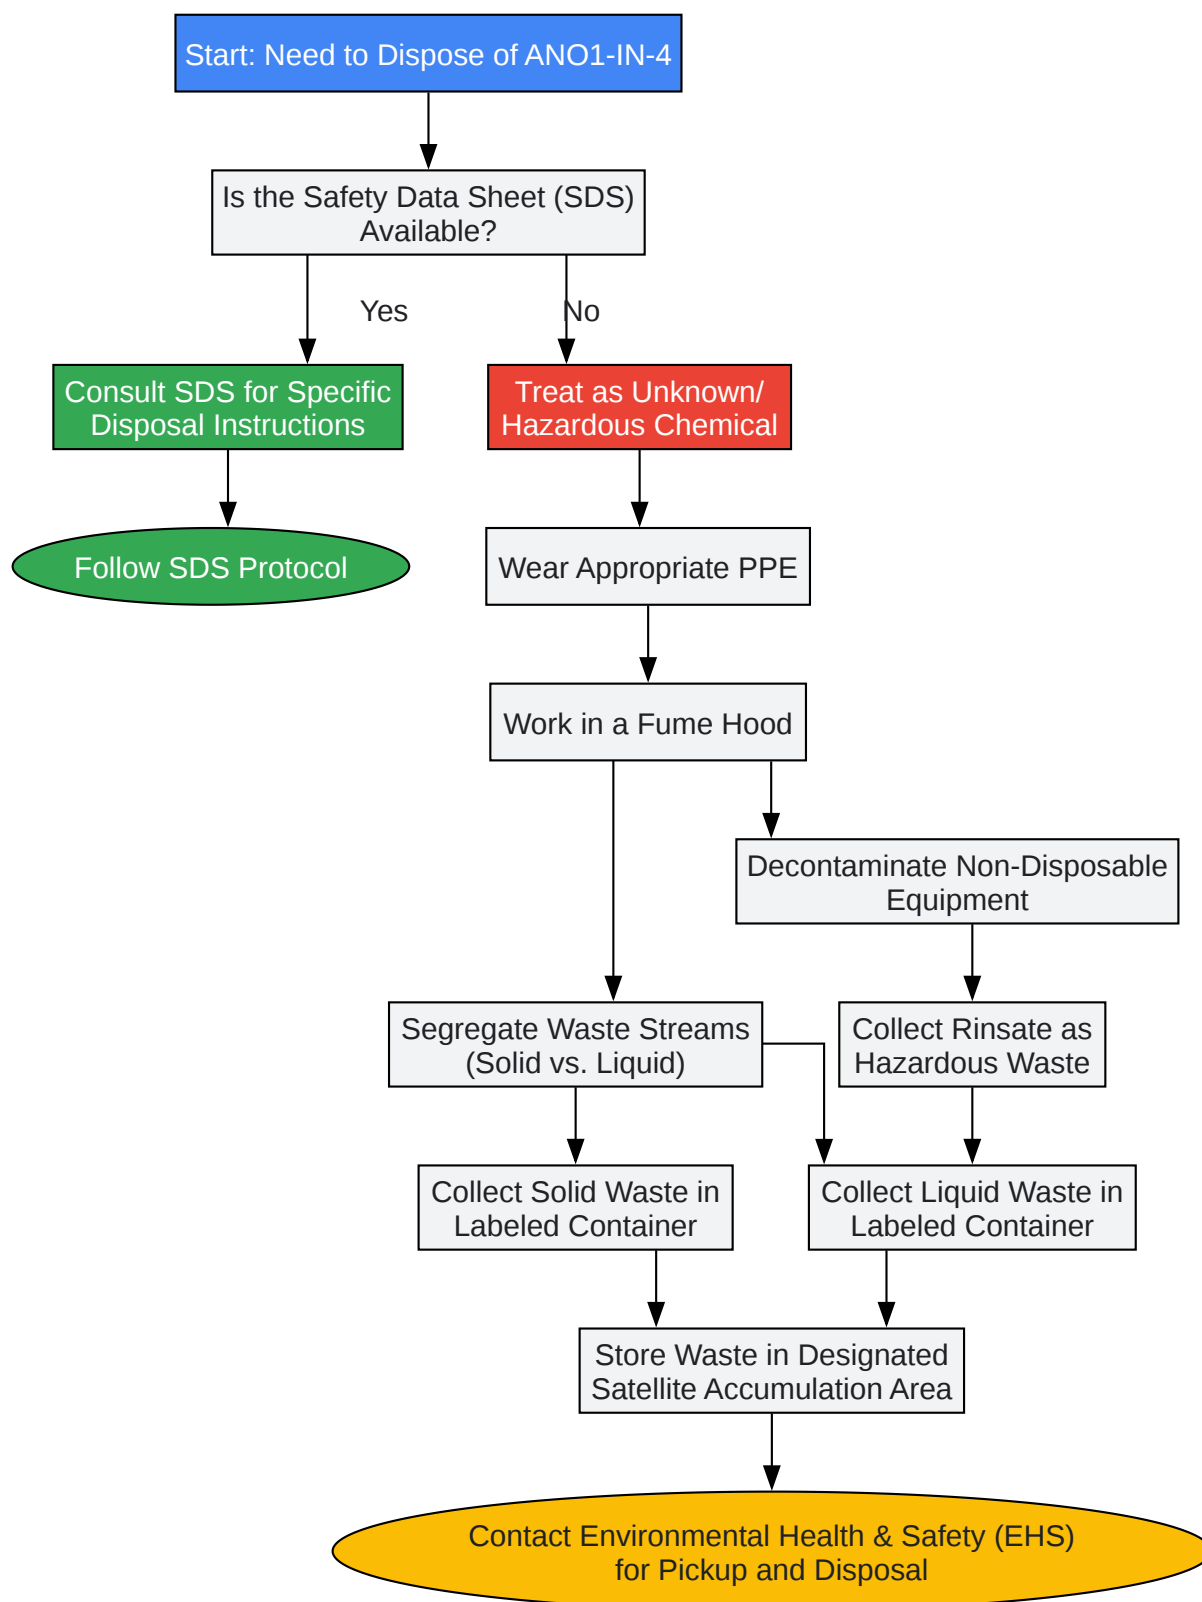 Start: Need to Dispose of ANO1-IN-4
Is the Safety Data Sheet (SDS)
Available?
Yes
No
Consult SDS for Specific
Disposal Instructions
Treat as Unknown/
Hazardous Chemical
Follow SDS Protocol
Wear Appropriate PPE
Work in a Fume Hood
Decontaminate Non-Disposable
Equipment
Segregate Waste Streams
(Solid vs. Liquid)
Collect Rinsate as
Hazardous Waste
Collect Solid Waste in
Labeled Container
Collect Liquid Waste in
Labeled Container
Store Waste in Designated
Satellite Accumulation Area
Contact Environmental Health & Safety (EHS)
for Pickup and Disposal